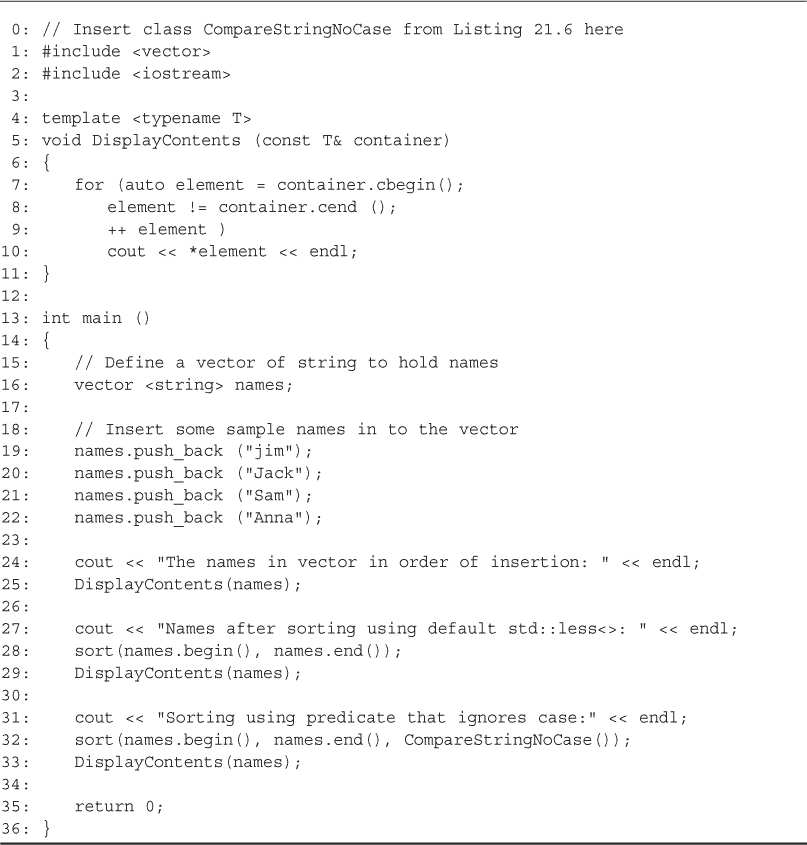 0: // Insert class CompareStringNoCase from Listing 21.6 here
1: #include <vector>
2: #include <iostream>
3:
4: template <typename T>
5: void DisplayContents (const T& container)
6: {
7:    for (auto element = container.cbegin();
8:       element != container.cend ();
9:       ++ element )
10:       cout << *element << endl;
11: }
12:
13: int main ()
14: {
15:    // Define a vector of string to hold names
16:    vector <string> names;
17:
18:    // Insert some sample names in to the vector
19:    names.push_back ("jim");
20:    names.push_back ("Jack");
21:    names.push_back ("Sam");
22:    names.push_back ("Anna");
23:
24:    cout << "The names in vector in order of insertion: " << endl;
25:    DisplayContents(names);
26:
27:    cout << "Names after sorting using default std::less<>: " << endl;
28:    sort(names.begin(), names.end());
29:    DisplayContents(names);
30:
31:    cout << "Sorting using predicate that ignores case:" << endl;
32:    sort(names.begin(), names.end(), CompareStringNoCase());
33:    DisplayContents(names);
34:
35:    return 0;
36: }